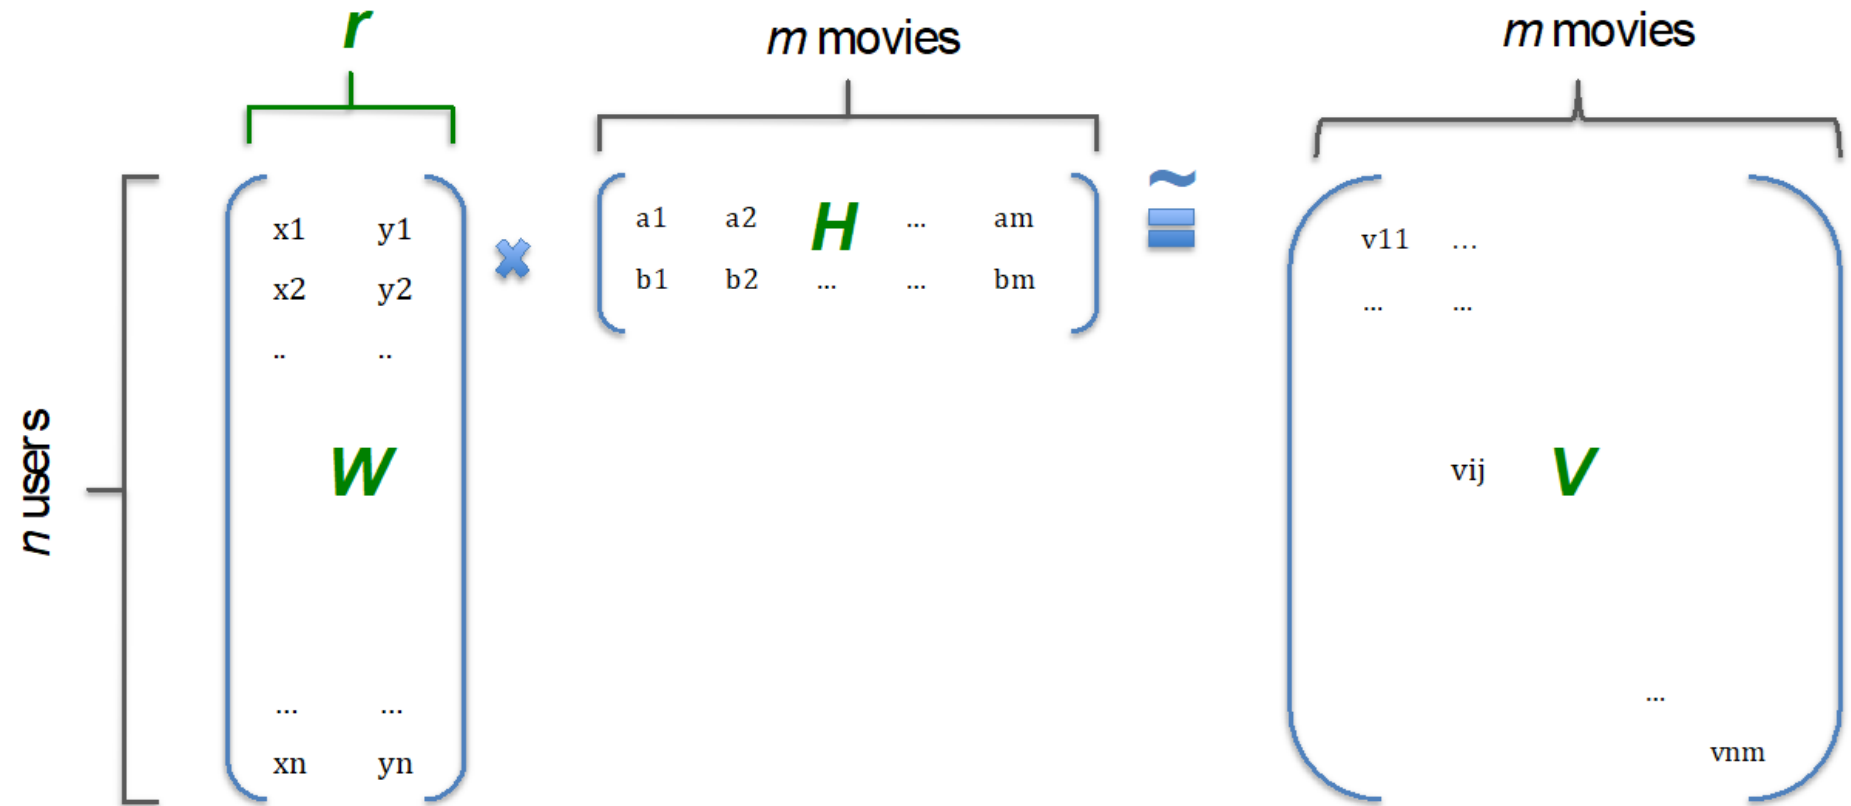 r
m movies
m movies
n users
x1 y1
x2 y2
.. ..
W
... ...
xn yn
a1 a2 H ... am
b1 b2 ... ... bm
v11 ...
... ...
vij V
...
vnm